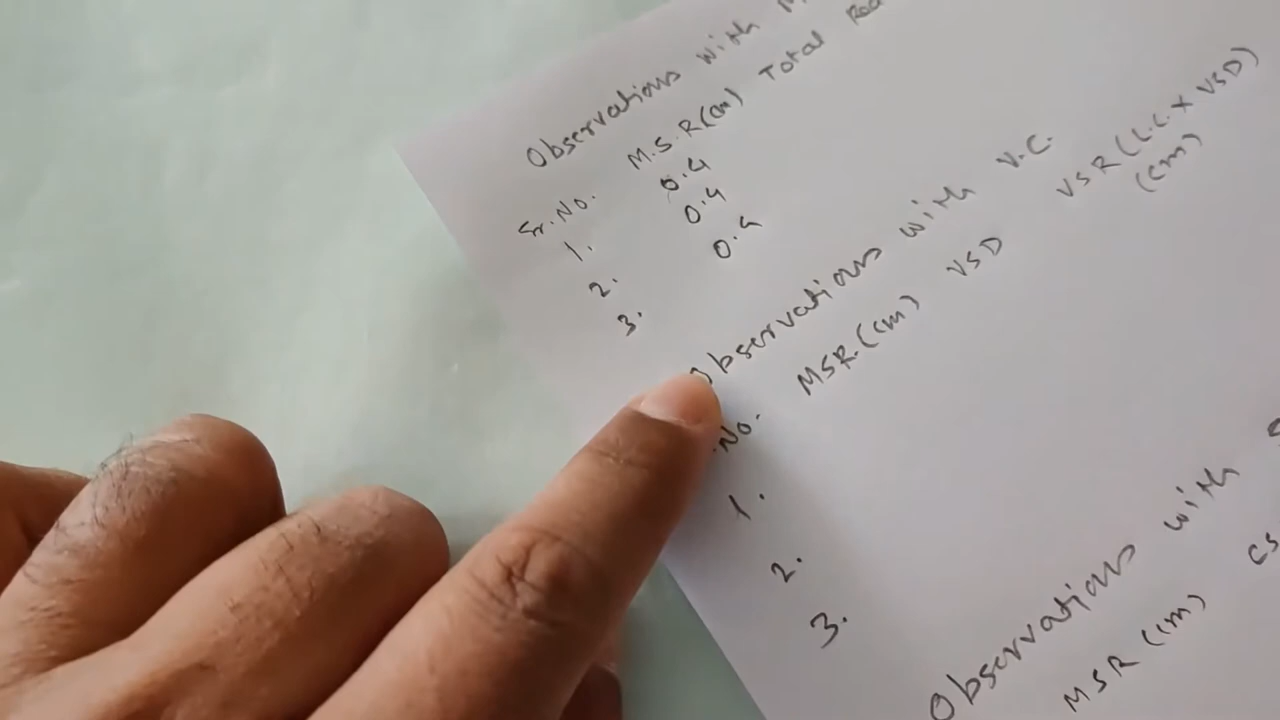 Observations with
Sr. No. M.S.R(cm) Total
1. 0.4
2. 0.4
3. 0.4
Observations with V.C.
No. MSR.(cm) VSD VSR(L.C. X VSD)
(cm)
1.
2.
3.
Observations with
MSR (cm)